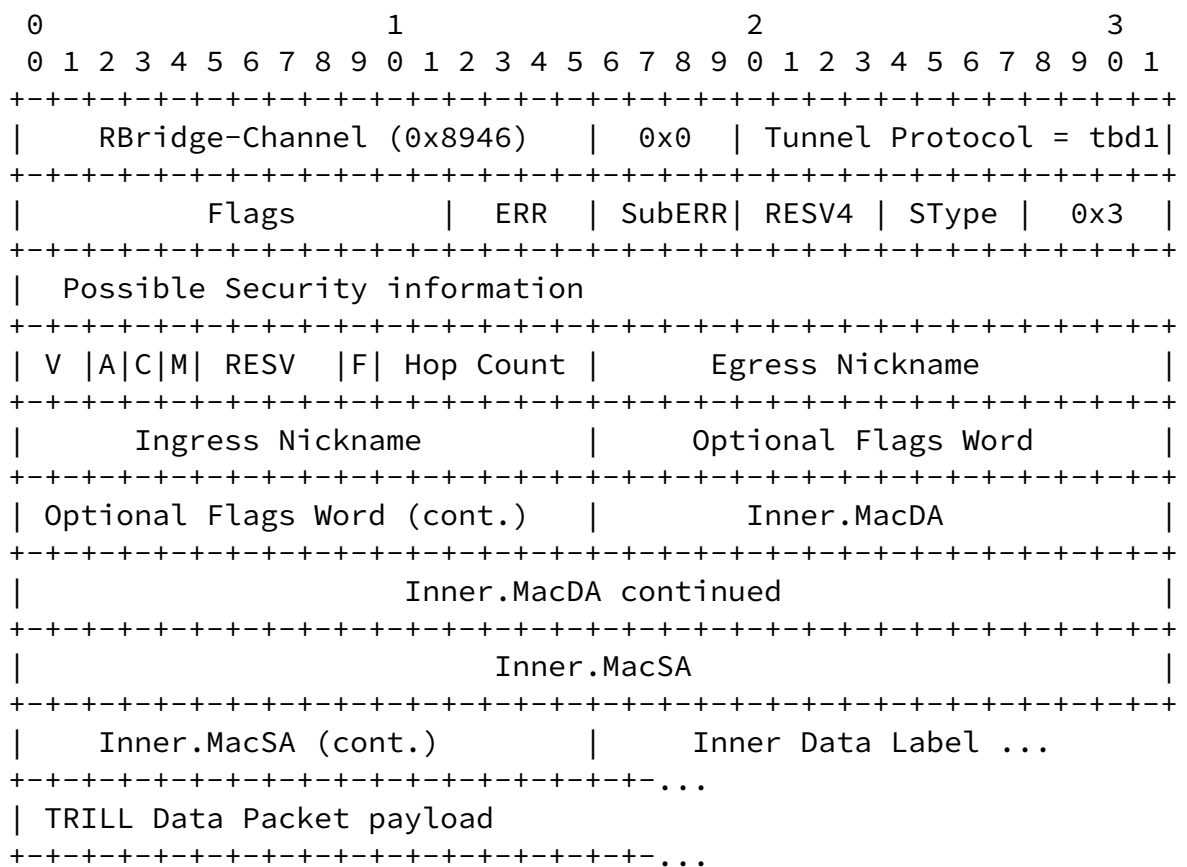 0                   1                   2                   3
 0 1 2 3 4 5 6 7 8 9 0 1 2 3 4 5 6 7 8 9 0 1 2 3 4 5 6 7 8 9 0 1
+-+-+-+-+-+-+-+-+-+-+-+-+-+-+-+-+-+-+-+-+-+-+-+-+-+-+-+-+-+-+-+-+
|    RBridge-Channel (0x8946)   |  0x0  | Tunnel Protocol = tbd1|
+-+-+-+-+-+-+-+-+-+-+-+-+-+-+-+-+-+-+-+-+-+-+-+-+-+-+-+-+-+-+-+-+
|          Flags        |  ERR  | SubERR| RESV4 | SType |  0x3  |
+-+-+-+-+-+-+-+-+-+-+-+-+-+-+-+-+-+-+-+-+-+-+-+-+-+-+-+-+-+-+-+-+
|  Possible Security information
+-+-+-+-+-+-+-+-+-+-+-+-+-+-+-+-+-+-+-+-+-+-+-+-+-+-+-+-+-+-+-+-+
| V |A|C|M| RESV  |F| Hop Count |      Egress Nickname          |
+-+-+-+-+-+-+-+-+-+-+-+-+-+-+-+-+-+-+-+-+-+-+-+-+-+-+-+-+-+-+-+-+
|      Ingress Nickname         |     Optional Flags Word       |
+-+-+-+-+-+-+-+-+-+-+-+-+-+-+-+-+-+-+-+-+-+-+-+-+-+-+-+-+-+-+-+-+
| Optional Flags Word (cont.)   |        Inner.MacDA            |
+-+-+-+-+-+-+-+-+-+-+-+-+-+-+-+-+-+-+-+-+-+-+-+-+-+-+-+-+-+-+-+-+
|                     Inner.MacDA continued                     |
+-+-+-+-+-+-+-+-+-+-+-+-+-+-+-+-+-+-+-+-+-+-+-+-+-+-+-+-+-+-+-+-+
|                          Inner.MacSA                          |
+-+-+-+-+-+-+-+-+-+-+-+-+-+-+-+-+-+-+-+-+-+-+-+-+-+-+-+-+-+-+-+-+
|    Inner.MacSA (cont.)        |     Inner Data Label ...
+-+-+-+-+-+-+-+-+-+-+-+-+-+-+-+-+-+-...
| TRILL Data Packet payload
+-+-+-+-+-+-+-+-+-+-+-+-+-+-+-+-+-+-...